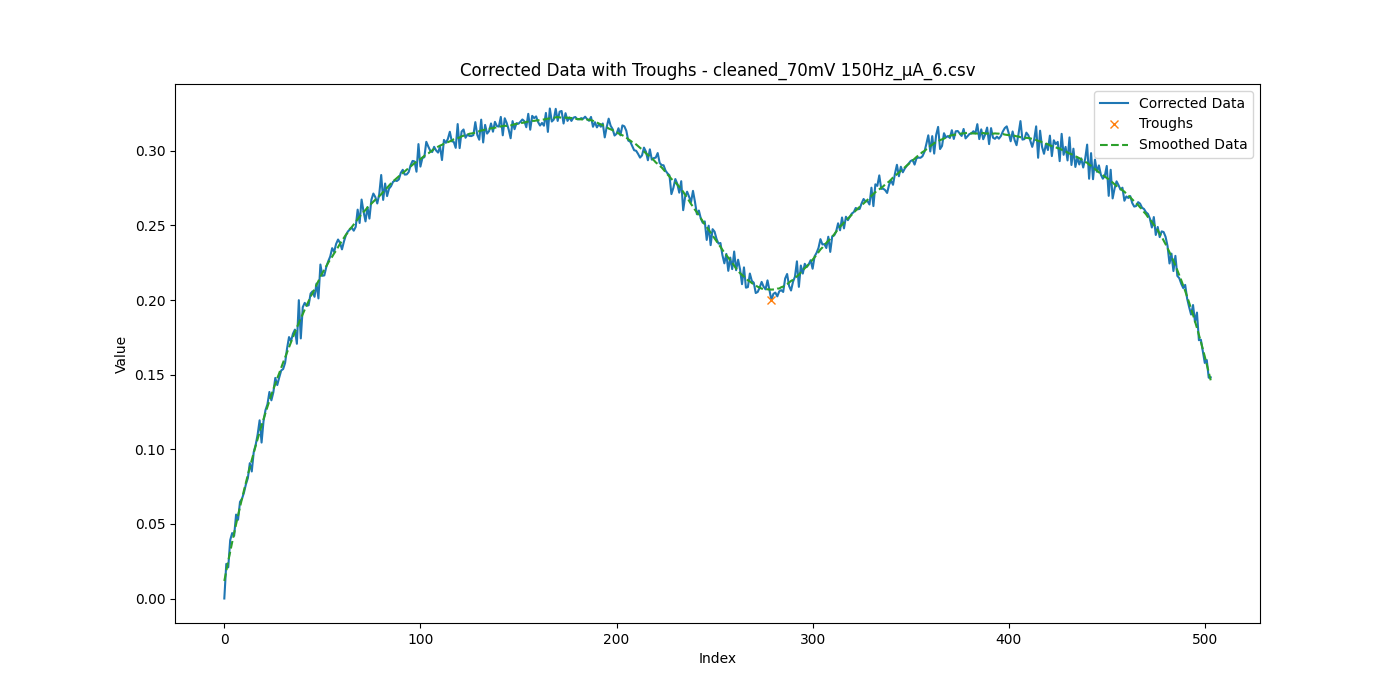 Corrected Data with Troughs - cleaned_70mV 150Hz_µA_6.csv
Corrected Data
Troughs
Smoothed Data
Value
0.30
0.25
0.20
0.15
0.10
0.05
0.00
0 100 200 300 400 500
Index